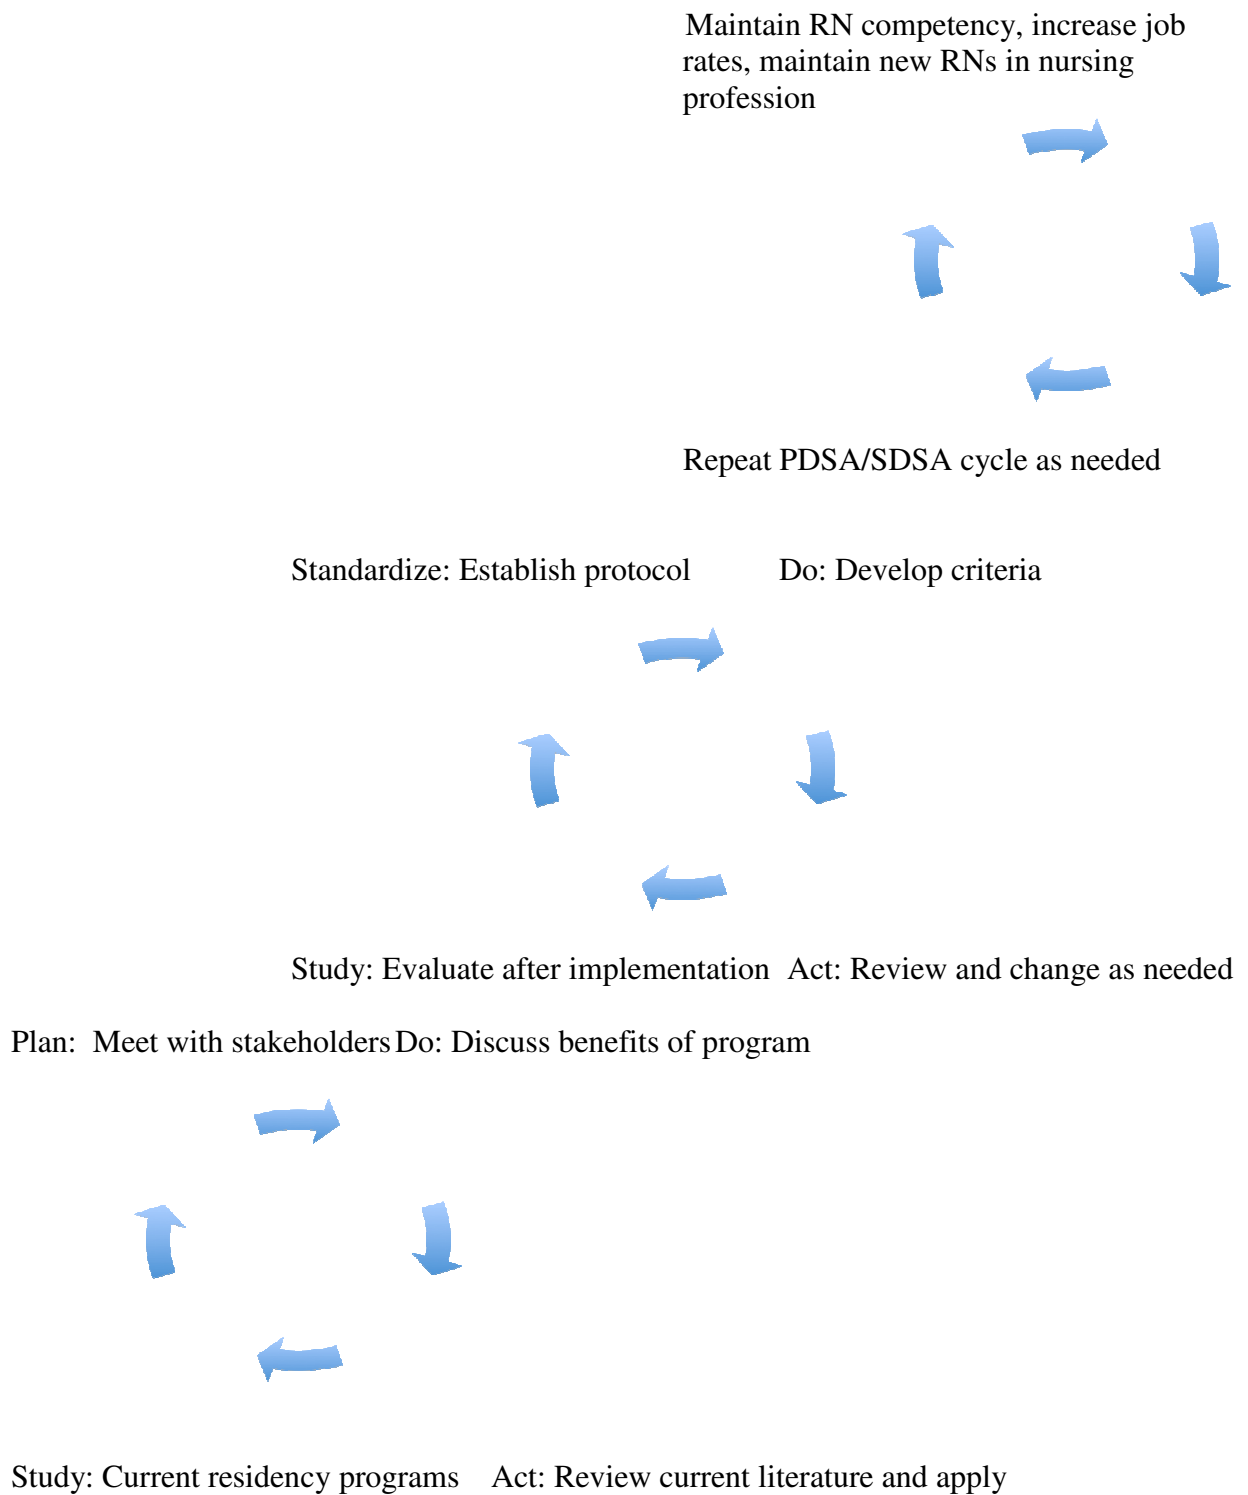 Maintain RN competency, increase job
rates, maintain new RNs in nursing
profession
Repeat PDSA/SDSA cycle as needed
Standardize: Establish protocol Do: Develop criteria
Study: Evaluate after implementation Act: Review and change as needed
Plan: Meet with stakeholders Do: Discuss benefits of program
Study: Current residency programs Act: Review current literature and apply